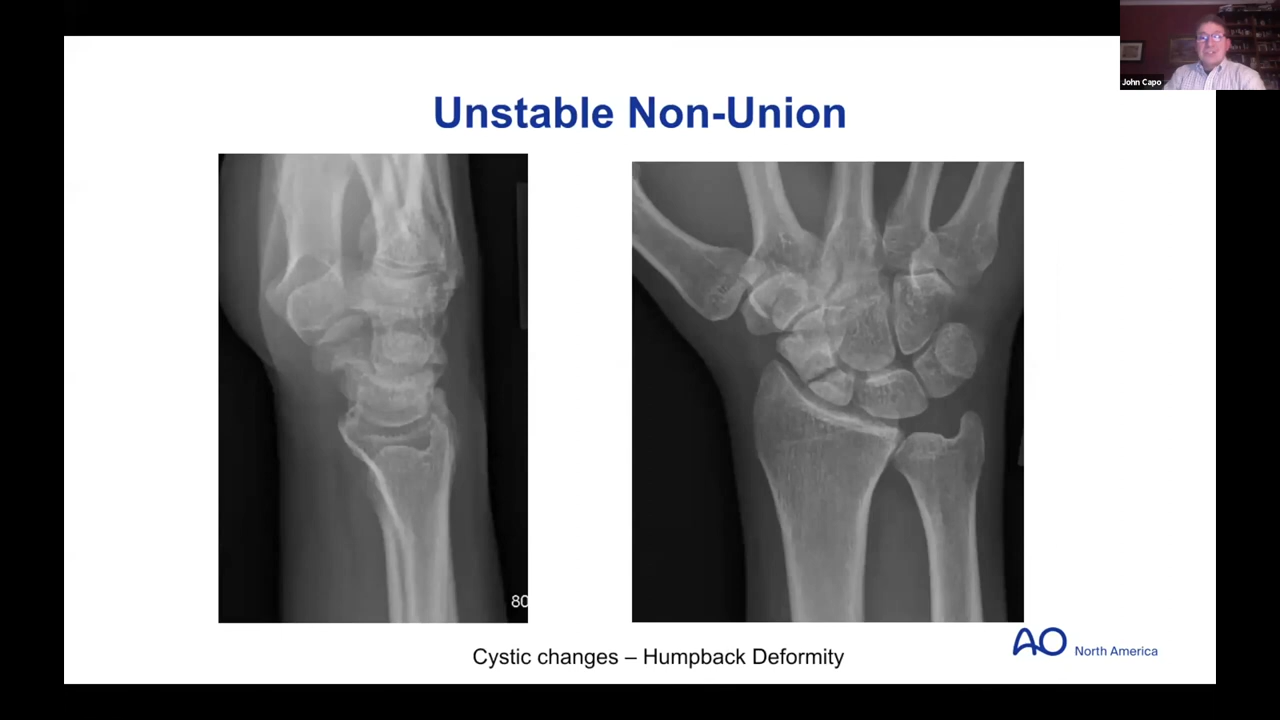 John Capo
Unstable Non-Union
80
Cystic changes – Humpback Deformity
AO
North America